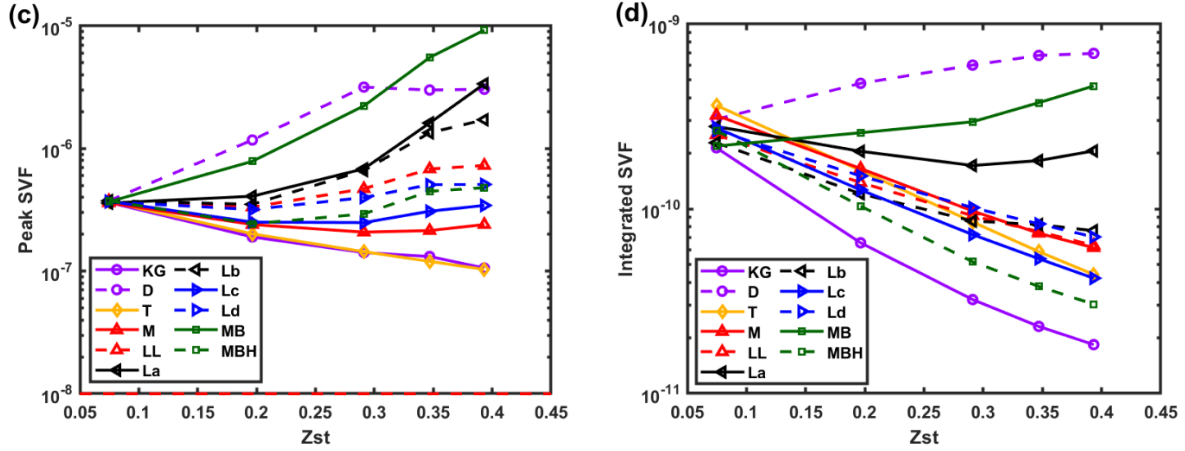 (c)
10^-5
10^-6
10^-7
10^-8
Peak SVF
KG
D
T
M
LL
La
Lb
Lc
Ld
MB
MBH
0.05 0.1 0.15 0.2 0.25 0.3 0.35 0.4 0.45
Zst
(d)
10^-9
10^-10
10^-11
Integrated SVF
KG
D
T
M
LL
La
Lb
Lc
Ld
MB
MBH
0.05 0.1 0.15 0.2 0.25 0.3 0.35 0.4 0.45
Zst